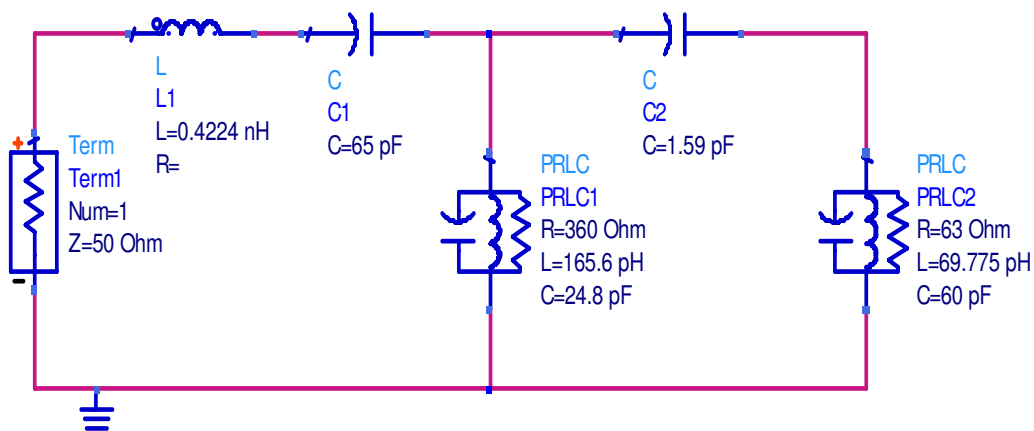 L
L1
L=0.4224 nH
R=
C
C1
C=65 pF
C
C2
C=1.59 pF
+
Term
Term1
Num=1
Z=50 Ohm
-
PRLC
PRLC1
R=360 Ohm
L=165.6 pH
C=24.8 pF
PRLC
PRLC2
R=63 Ohm
L=69.775 pH
C=60 pF